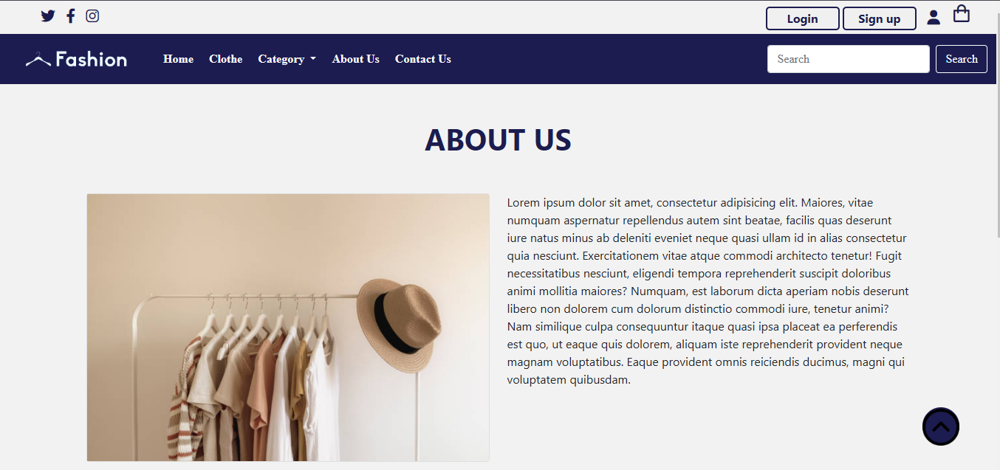 Login Sign up
Fashion Home Clothe Category About Us Contact Us Search Search
ABOUT US
Lorem ipsum dolor sit amet, consectetur adipisicing elit. Maiores, vitae
numquam aspernatur repellendus autem sint beatae, facilis quas deserunt
iure natus minus ab deleniti eveniet neque quasi ullam id in alias consectetur
quia nesciunt. Exercitationem vitae atque commodi architecto tenetur! Fugit
necessitatibus nesciunt, eligendi tempora reprehenderit suscipit doloribus
animi mollitia maiores? Numquam, est laborum dicta aperiam nobis deserunt
libero non dolorem cum dolorum distinctio commodi iure, tenetur animi?
Nam similique culpa consequuntur itaque quasi ipsa placeat ea perferendis
est quo, ut eaque quis dolorem, aliquam iste reprehenderit provident neque
magnam voluptatibus. Eaque provident omnis reiciendis ducimus, magni qui
voluptatem quibusdam.